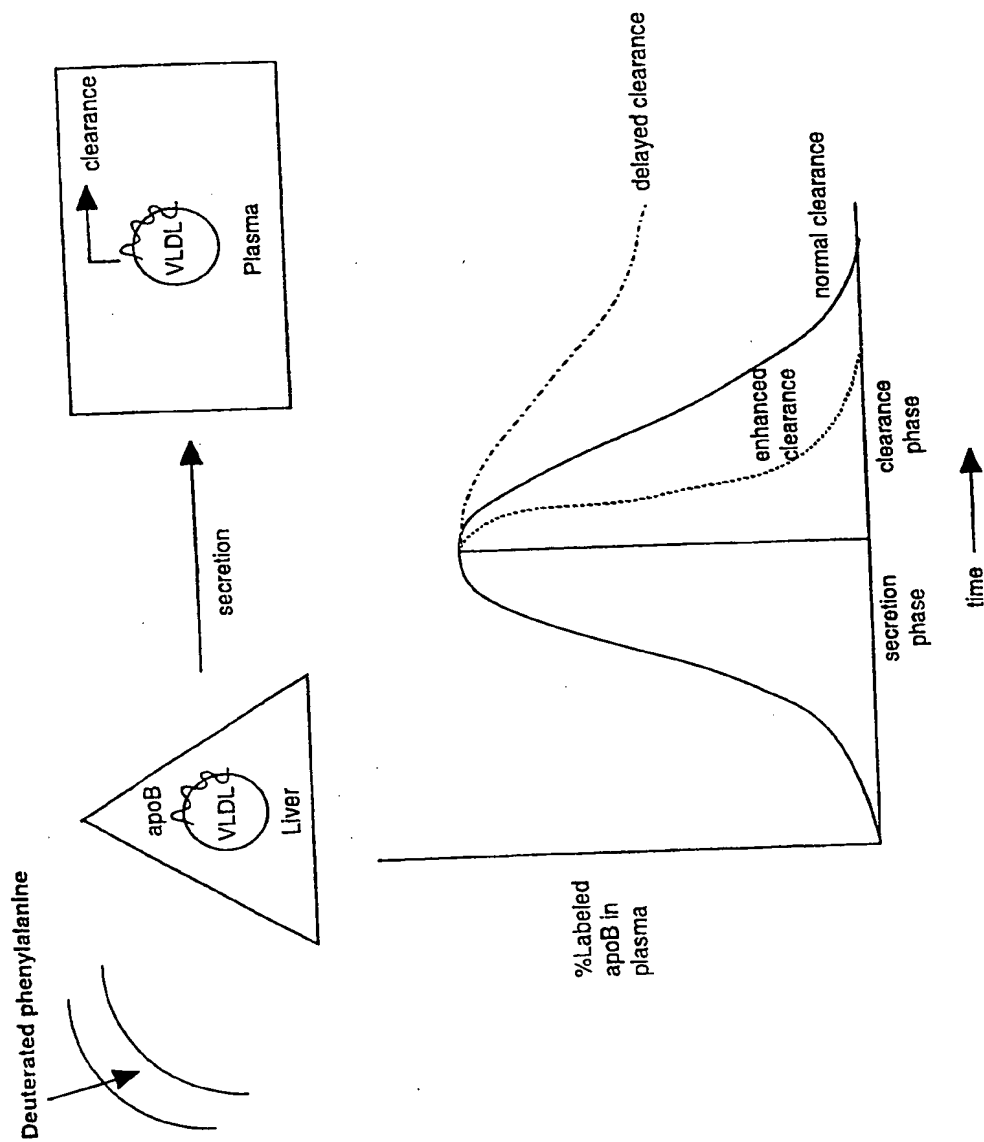 Deuterated phenylalanine
apoB
VLDL
Liver
secretion
clearance
VLDL
Plasma
%Labeled
apoB in
plasma
delayed clearance
enhanced
clearance
normal clearance
secretion
phase
clearance
phase
time